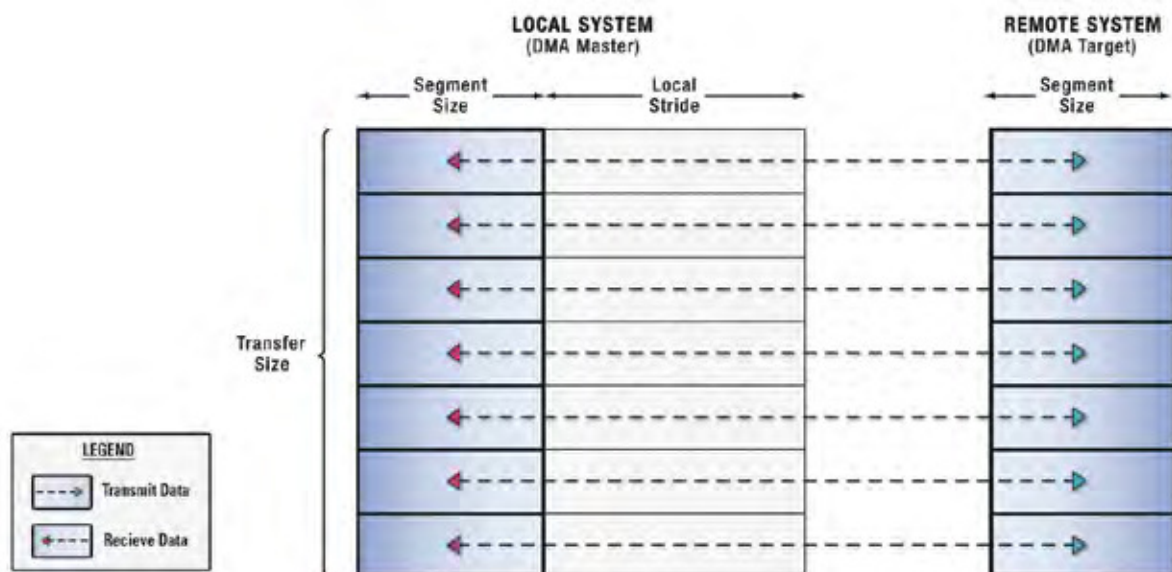 LOCAL SYSTEM
(DMA Master)
REMOTE SYSTEM
(DMA Target)
Segment
Size
Local
Stride
Segment
Size
Transfer
Size
LEGEND
Transmit Data
Recieve Data